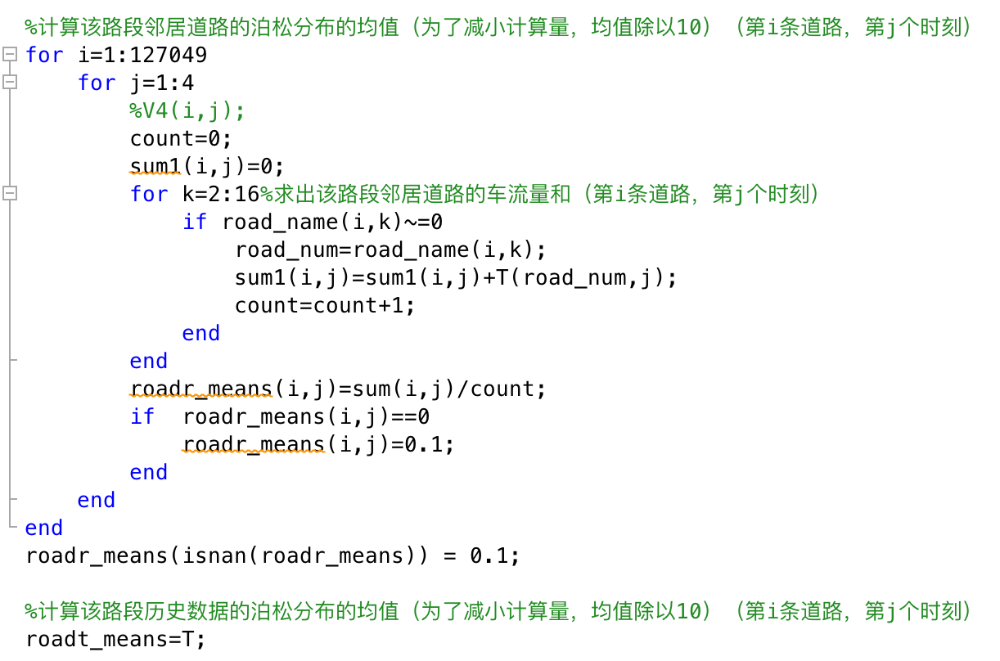 %计算该路段邻居道路的泊松分布的均值（为了减小计算量，均值除以10）（第i条道路，第j个时刻）
for i=1:127049
    for j=1:4
        %V4(i,j);
        count=0;
        sum1(i,j)=0;
        for k=2:16%求出该路段邻居道路的车流量和（第i条道路，第j个时刻）
            if road_name(i,k)~=0
                road_num=road_name(i,k);
                sum1(i,j)=sum1(i,j)+T(road_num,j);
                count=count+1;
            end
        end
        roadr_means(i,j)=sum(i,j)/count;
        if  roadr_means(i,j)==0
            roadr_means(i,j)=0.1;
        end
    end
end
roadr_means(isnan(roadr_means)) = 0.1;
%计算该路段历史数据的泊松分布的均值（为了减小计算量，均值除以10）（第i条道路，第j个时刻）
roadt_means=T;